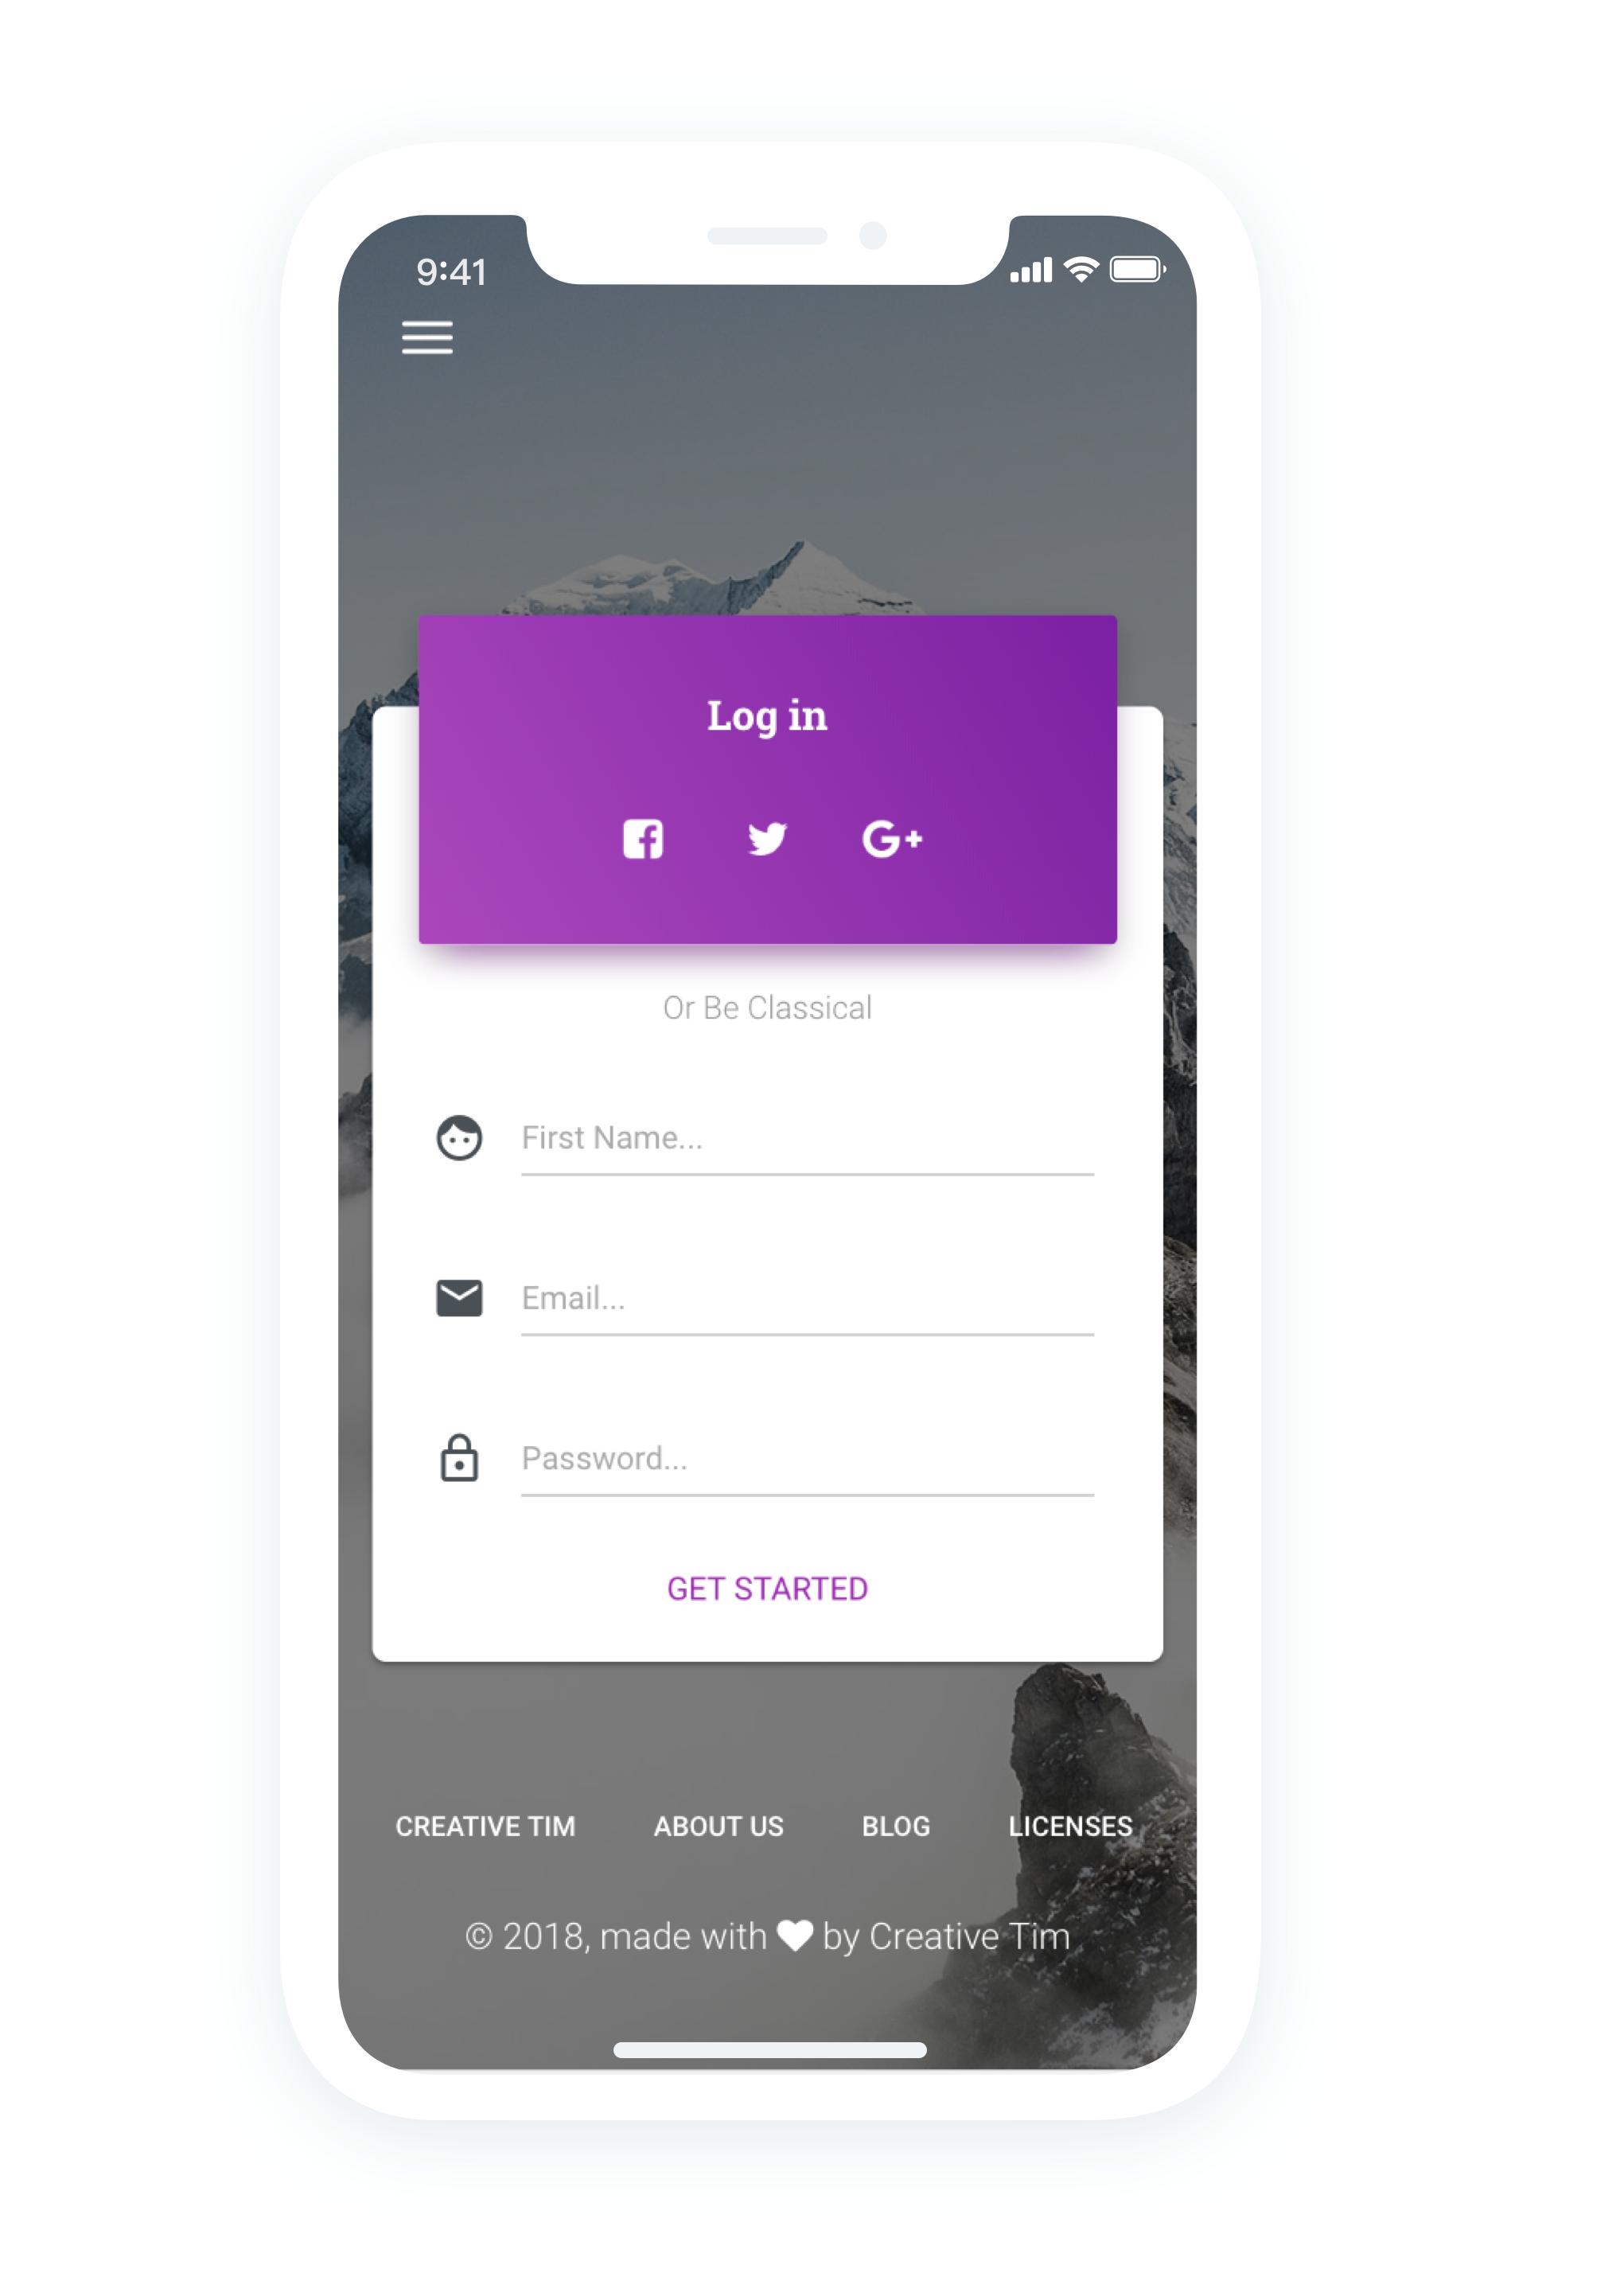 9:41
Log in
G+
Or Be Classical
First Name...
Email...
Password...
GET STARTED
CREATIVE TIM ABOUT US BLOG LICENSES
© 2018, made with ♥ by Creative Tim